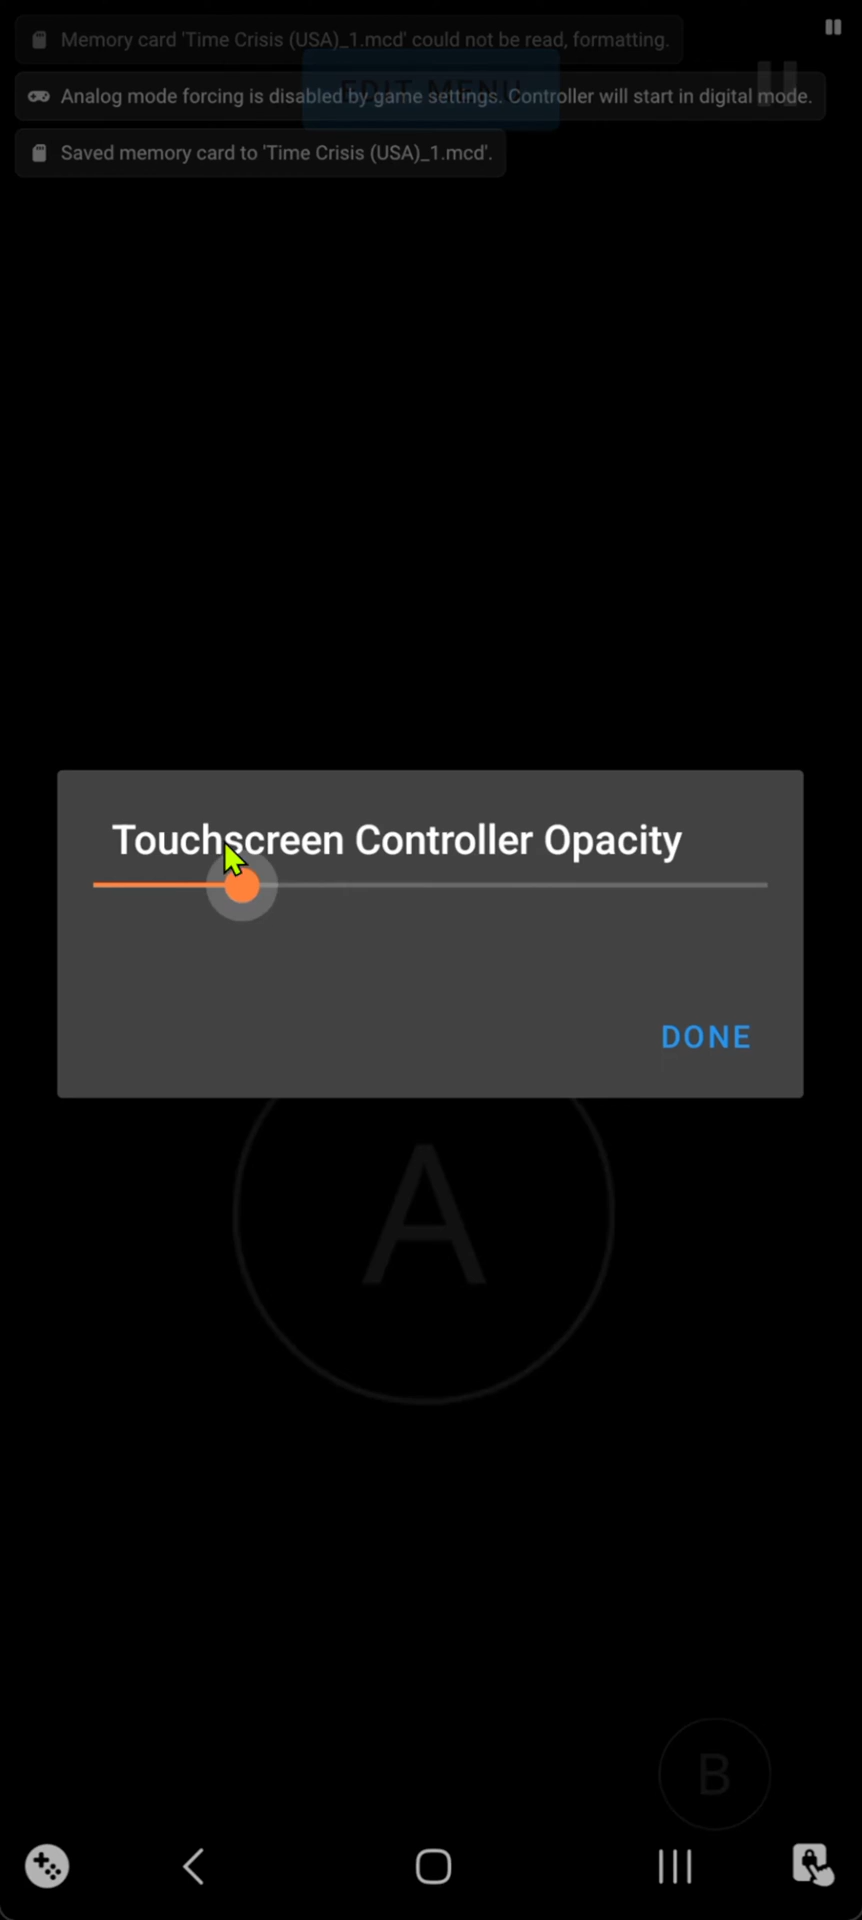 Memory card 'Time Crisis (USA)_1.mcd' could not be read, formatting.
EDIT MENU
Analog mode forcing is disabled by game settings. Controller will start in digital mode.
Saved memory card to 'Time Crisis (USA)_1.mcd'.
Touchscreen Controller Opacity
DONE
A
B